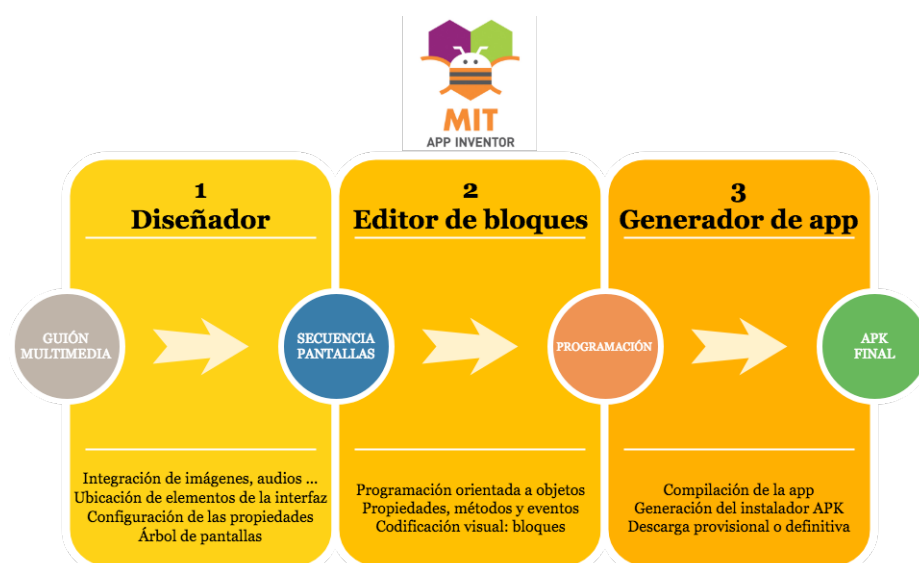 MIT
APP INVENTOR
1
Diseñador
GUIÓN
MULTIMEDIA
Integración de imágenes, audios ...
Ubicación de elementos de la interfaz
Configuración de las propiedades
Árbol de pantallas
2
Editor de bloques
SECUENCIA
PANTALLAS
Programación orientada a objetos
Propiedades, métodos y eventos
Codificación visual: bloques
3
Generador de app
PROGRAMACIÓN
APK
FINAL
Compilación de la app
Generación del instalador APK
Descarga provisional o definitiva